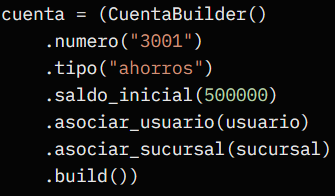 cuenta = (CuentaBuilder()
    .numero("3001")
    .tipo("ahorros")
    .saldo_inicial(500000)
    .asociar_usuario(usuario)
    .asociar_sucursal(sucursal)
    .build())